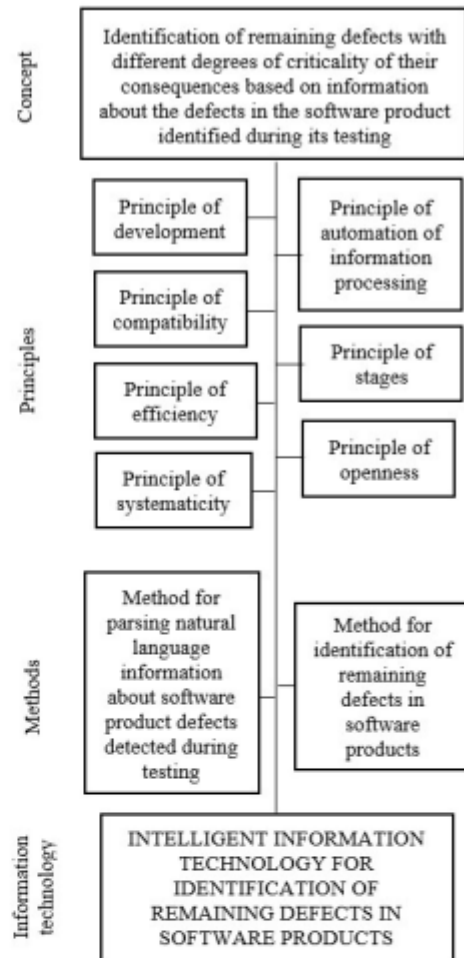 Concept
Identification of remaining defects with
different degrees of criticality of their
consequences based on information
about the defects in the software product
identified during its testing
Principles
Principle of
development
Principle of
automation of
information
processing
Principle of
compatibility
Principle of
stages
Principle of
efficiency
Principle of
openness
Principle of
systematicity
Methods
Method for
parsing natural
language
information
about software
product defects
detected during
testing
Method for
identification of
remaining
defects in
software
products
Information
technology
INTELLIGENT INFORMATION
TECHNOLOGY FOR
IDENTIFICATION OF
REMAINING DEFECTS IN
SOFTWARE PRODUCTS